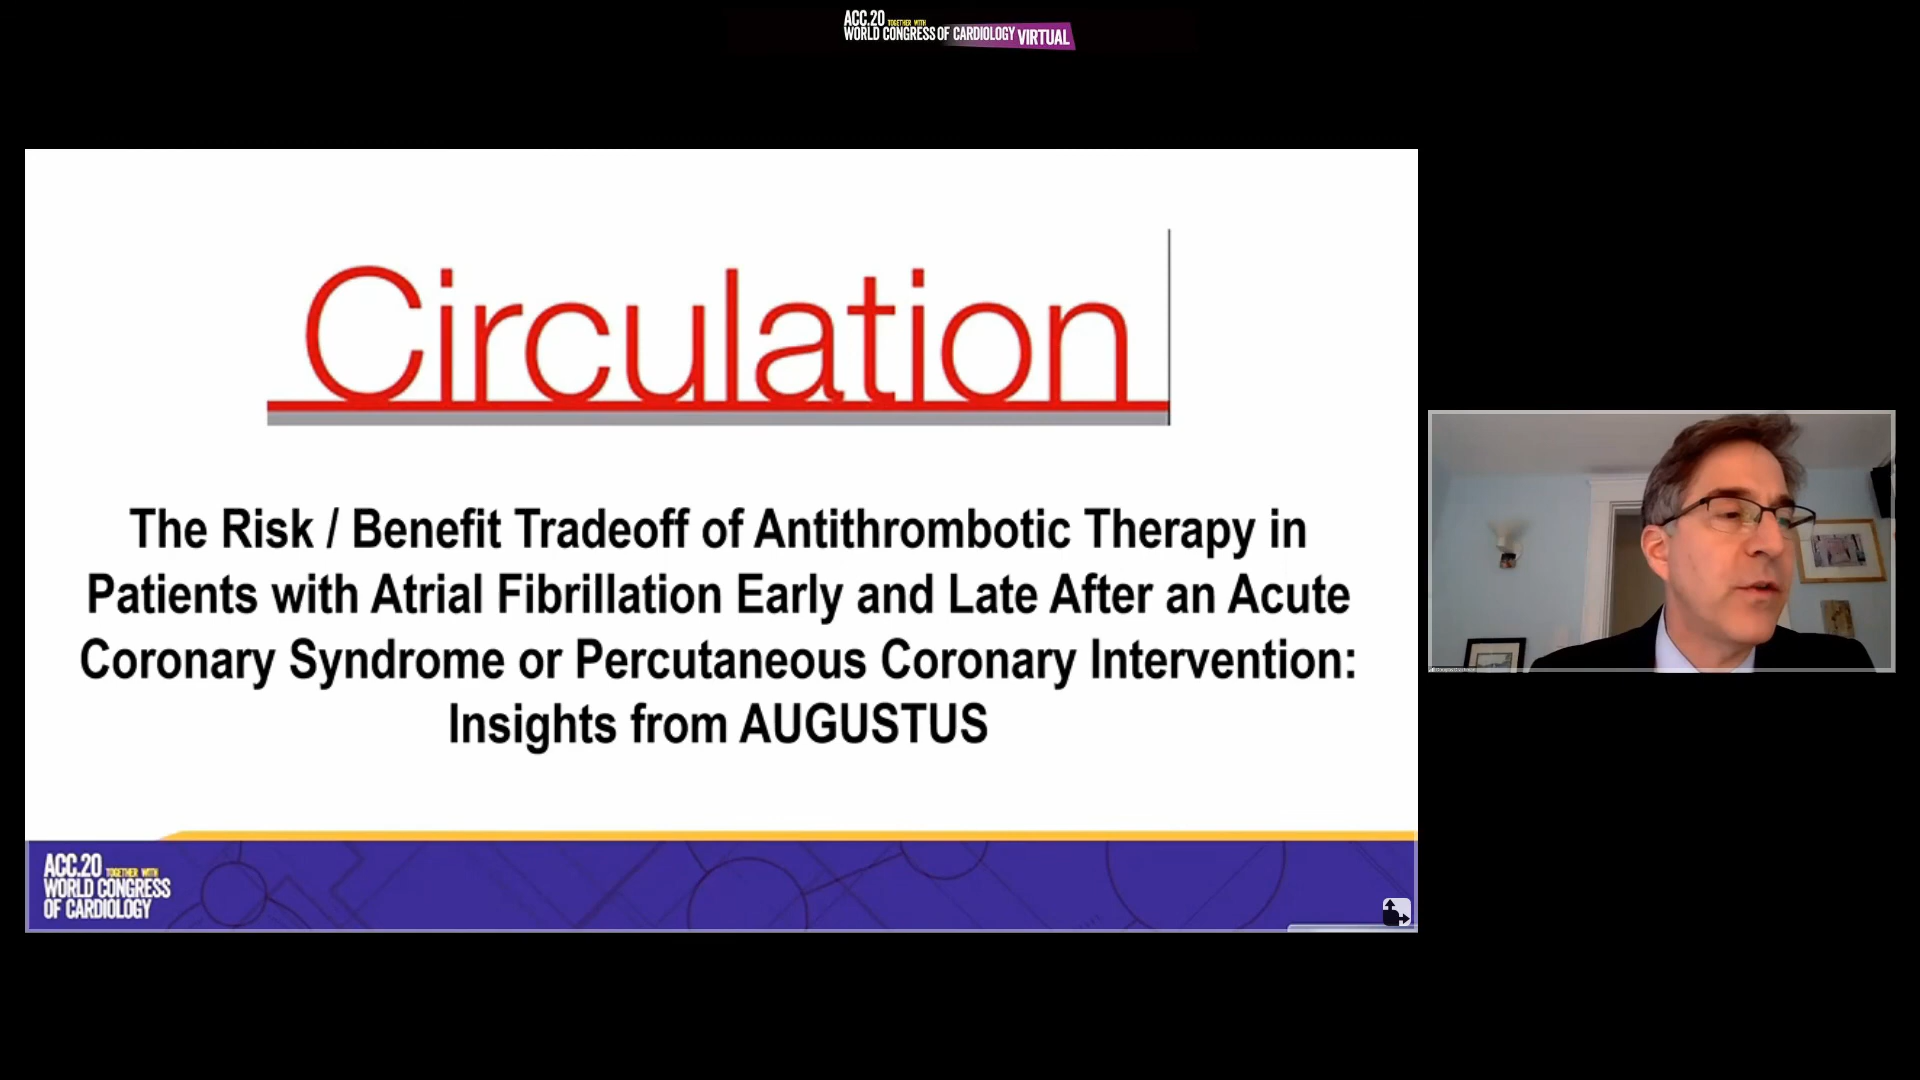 ACC.20 TOGETHER WITH
WORLD CONGRESS OF CARDIOLOGY VIRTUAL
Circulation
The Risk / Benefit Tradeoff of Antithrombotic Therapy in
Patients with Atrial Fibrillation Early and Late After an Acute
Coronary Syndrome or Percutaneous Coronary Intervention:
Insights from AUGUSTUS
ACC.20 TOGETHER WITH
WORLD CONGRESS
OF CARDIOLOGY